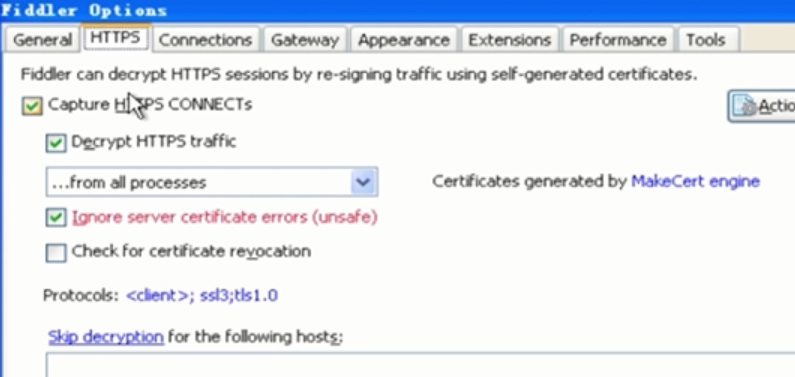 Fiddler Options
General HTTPS Connections Gateway Appearance Extensions Performance Tools
Fiddler can decrypt HTTPS sessions by re-signing traffic using self-generated certificates.
Capture HTTPS CONNECTs
Actio
Decrypt HTTPS traffic
...from all processes
Certificates generated by MakeCert engine
Ignore server certificate errors (unsafe)
Check for certificate revocation
Protocols: <client>; ssl3;tls1.0
Skip decryption for the following hosts: